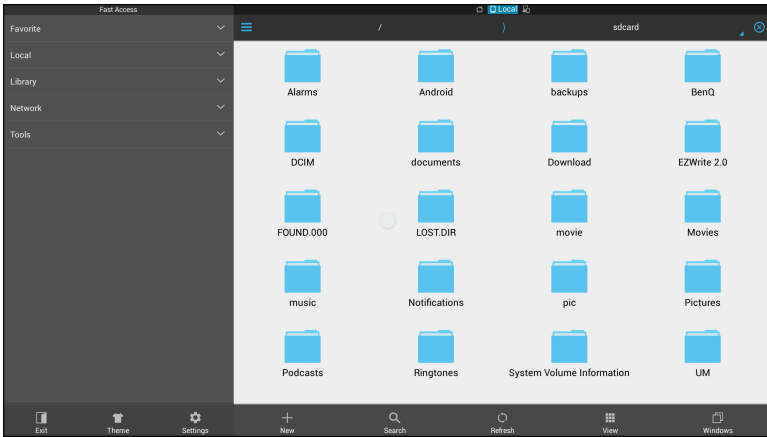 Fast Access
Local
Favorite
/ sdcard
Local
Library
Network
Tools
Alarms Android backups BenQ
DCIM documents Download EZWrite 2.0
FOUND.000 LOST.DIR movie Movies
music Notifications pic Pictures
Podcasts Ringtones System Volume Information UM
Exit Theme Settings New Search Refresh View Windows